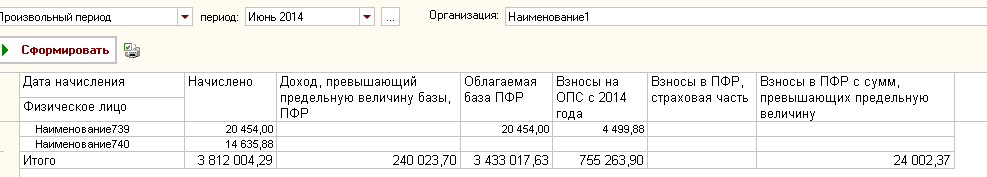 Произвольный период период: Июнь 2014 ... Организация: Наименование1
Сформировать
Дата начисления Начислено Доход, превышающий предельную величину базы, ПФР Облагаемая база ПФР Взносы на ОПС с 2014 года Взносы в ПФР, страховая часть Взносы в ПФР с сумм, превышающих предельную величину
Физическое лицо
Наименование739 20 454,00 20 454,00 4 499,88
Наименование740 14 635,88
Итого 3 812 004,29 240 023,70 3 433 017,63 755 263,90 24 002,37